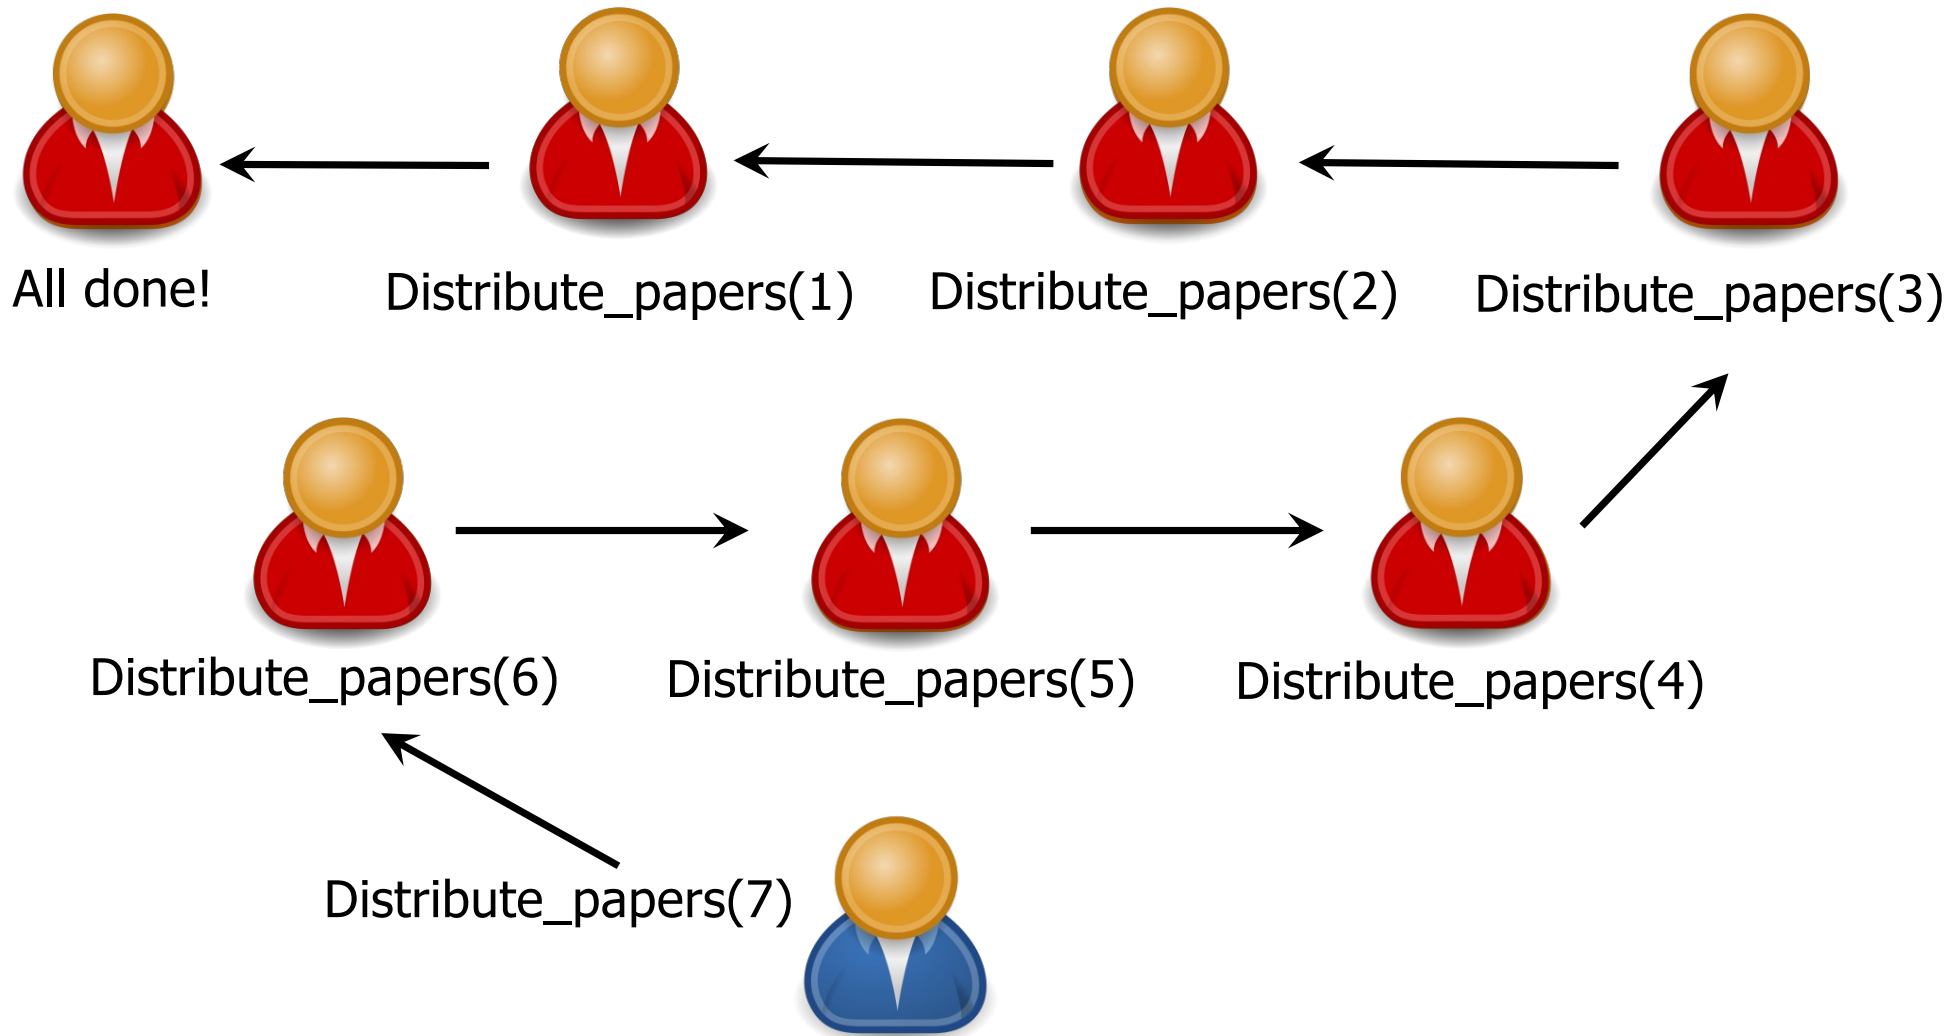 All done!
Distribute_papers(1)
Distribute_papers(2)
Distribute_papers(3)
Distribute_papers(6)
Distribute_papers(5)
Distribute_papers(4)
Distribute_papers(7)